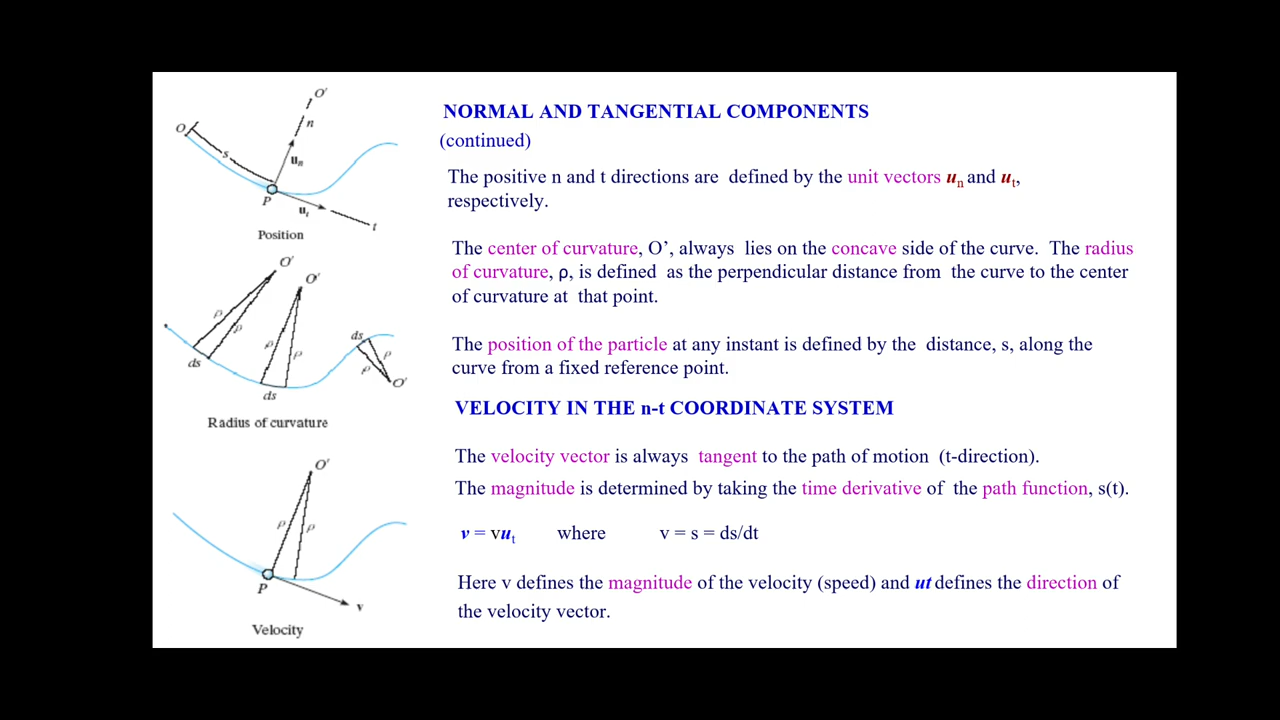 O'
n
O
s
uₙ
P
uₜ
t
Position
O'
O'
ρ
ρ
ds
ρ
ρ
ds
ds
ρ
ρ
O'
Radius of curvature
O'
ρ
ρ
P
v
Velocity
NORMAL AND TANGENTIAL COMPONENTS
(continued)
The positive n and t directions are defined by the unit vectors uₙ and uₜ,
respectively.
The center of curvature, O’, always lies on the concave side of the curve. The radius
of curvature, ρ, is defined as the perpendicular distance from the curve to the center
of curvature at that point.
The position of the particle at any instant is defined by the distance, s, along the
curve from a fixed reference point.
VELOCITY IN THE n-t COORDINATE SYSTEM
The velocity vector is always tangent to the path of motion (t-direction).
The magnitude is determined by taking the time derivative of the path function, s(t).
v = vuₜ where v = s = ds/dt
Here v defines the magnitude of the velocity (speed) and ut defines the direction of
the velocity vector.